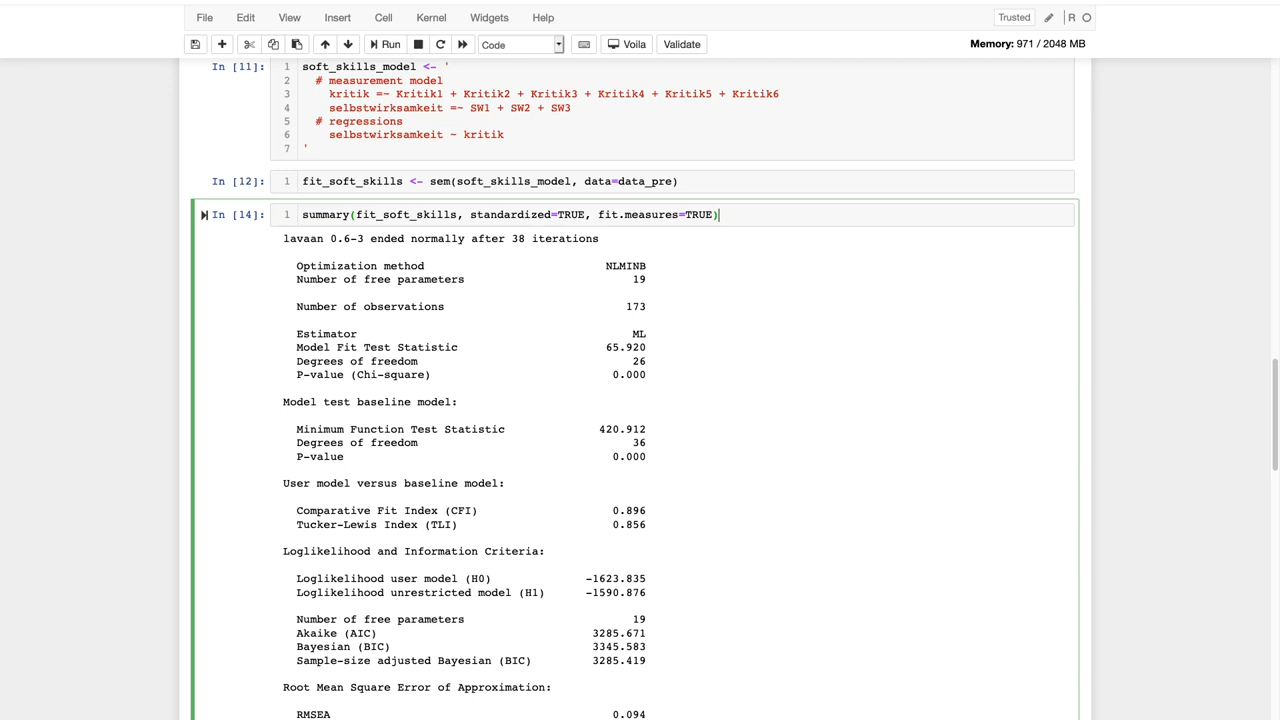 File Edit View Insert Cell Kernel Widgets Help Trusted R
Run Code Voila Validate Memory: 971 / 2048 MB
In [11]: 1 soft_skills_model <- '
2 # measurement model
3 kritik =~ Kritik1 + Kritik2 + Kritik3 + Kritik4 + Kritik5 + Kritik6
4 selbstwirksamkeit =~ SW1 + SW2 + SW3
5 # regressions
6 selbstwirksamkeit ~ kritik
7 '
In [12]: 1 fit_soft_skills <- sem(soft_skills_model, data=data_pre)
In [14]: 1 summary(fit_soft_skills, standardized=TRUE, fit.measures=TRUE)
lavaan 0.6-3 ended normally after 38 iterations
Optimization method NLMINB
Number of free parameters 19
Number of observations 173
Estimator ML
Model Fit Test Statistic 65.920
Degrees of freedom 26
P-value (Chi-square) 0.000
Model test baseline model:
Minimum Function Test Statistic 420.912
Degrees of freedom 36
P-value 0.000
User model versus baseline model:
Comparative Fit Index (CFI) 0.896
Tucker-Lewis Index (TLI) 0.856
Loglikelihood and Information Criteria:
Loglikelihood user model (H0) -1623.835
Loglikelihood unrestricted model (H1) -1590.876
Number of free parameters 19
Akaike (AIC) 3285.671
Bayesian (BIC) 3345.583
Sample-size adjusted Bayesian (BIC) 3285.419
Root Mean Square Error of Approximation:
RMSEA 0.094